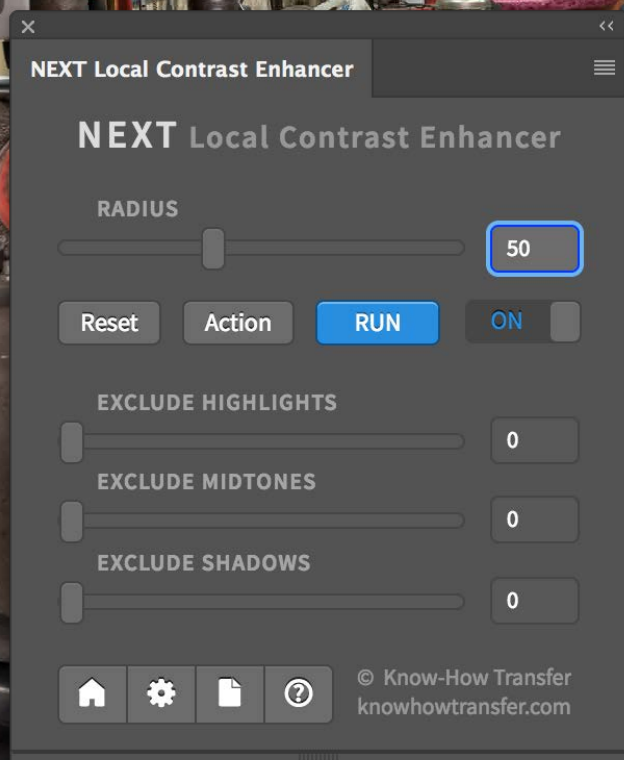 NEXT Local Contrast Enhancer
NEXT Local Contrast Enhancer
RADIUS
50
Reset Action RUN ON
EXCLUDE HIGHLIGHTS
0
EXCLUDE MIDTONES
0
EXCLUDE SHADOWS
0
© Know-How Transfer
knowhowtransfer.com